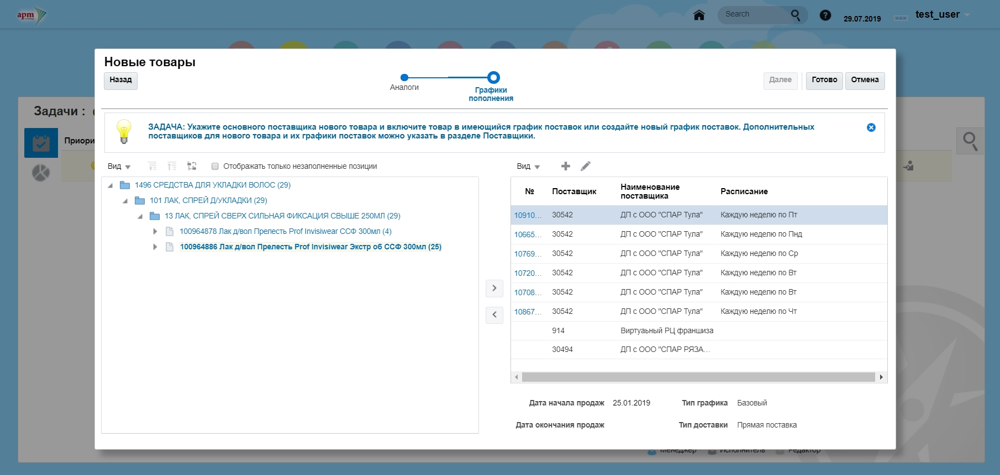 арт
Search
29.07.2019
test_user
Новые товары
Назад
Аналоги
Графики
пополнения
Далее
Готово
Отмена
Задачи :
ЗАДАЧА: Укажите основного поставщика нового товара и включите товар в имеющийся график поставок или создайте новый график поставок. Дополнительных
поставщиков для нового товара и их графики поставок можно указать в разделе Поставщики.
Приори
Вид
Отображать только незаполненные позиции
Вид
1496 СРЕДСТВА ДЛЯ УКЛАДКИ ВОЛОС (29)
101 ЛАК, СПРЕЙ Д/УКЛАДКИ (29)
13 ЛАК, СПРЕЙ СВЕРХ СИЛЬНАЯ ФИКСАЦИЯ СВЫШЕ 250МЛ (29)
100964878 Лак д/вол Прелесть Prof Invisiwear ССФ 300мл (4)
100964886 Лак д/вол Прелесть Prof Invisiwear Экстр об ССФ 300мл (25)
№ Поставщик Наименование поставщика Расписание
10910... 30542 ДП с ООО "СПАР Тула" Каждую неделю по Пт
10665... 30542 ДП с ООО "СПАР Тула" Каждую неделю по Пнд
10769... 30542 ДП с ООО "СПАР Тула" Каждую неделю по Ср
10720... 30542 ДП с ООО "СПАР Тула" Каждую неделю по Вт
10708... 30542 ДП с ООО "СПАР Тула" Каждую неделю по Вт
10867... 30542 ДП с ООО "СПАР Тула" Каждую неделю по Чт
914 Виртуаьный РЦ франшиза
30494 ДП с ООО "СПАР РЯЗА...
Дата начала продаж 25.01.2019 Тип графика Базовый
Дата окончания продаж Тип доставки Прямая поставка
Менеджер Исполнитель Редактор